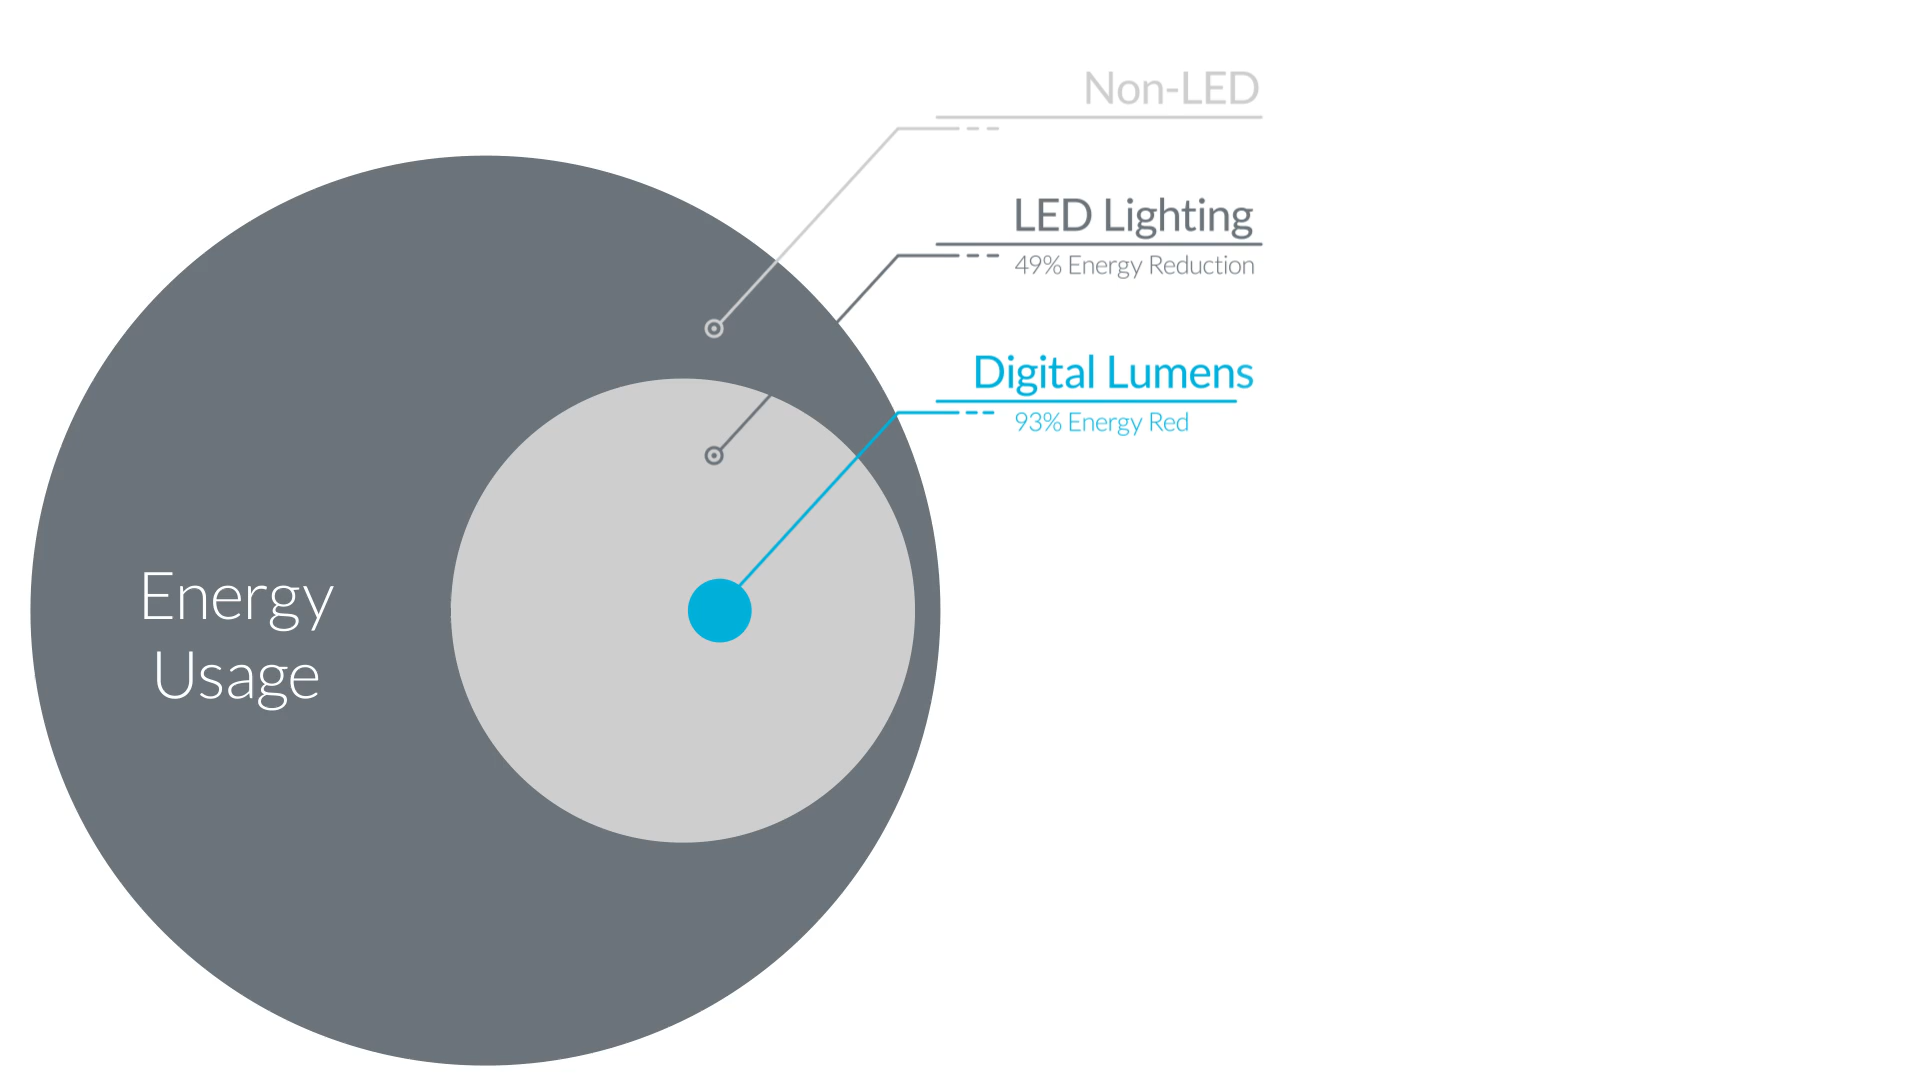 Non-LED
LED Lighting
49% Energy Reduction
Digital Lumens
93% Energy Red
Energy
Usage